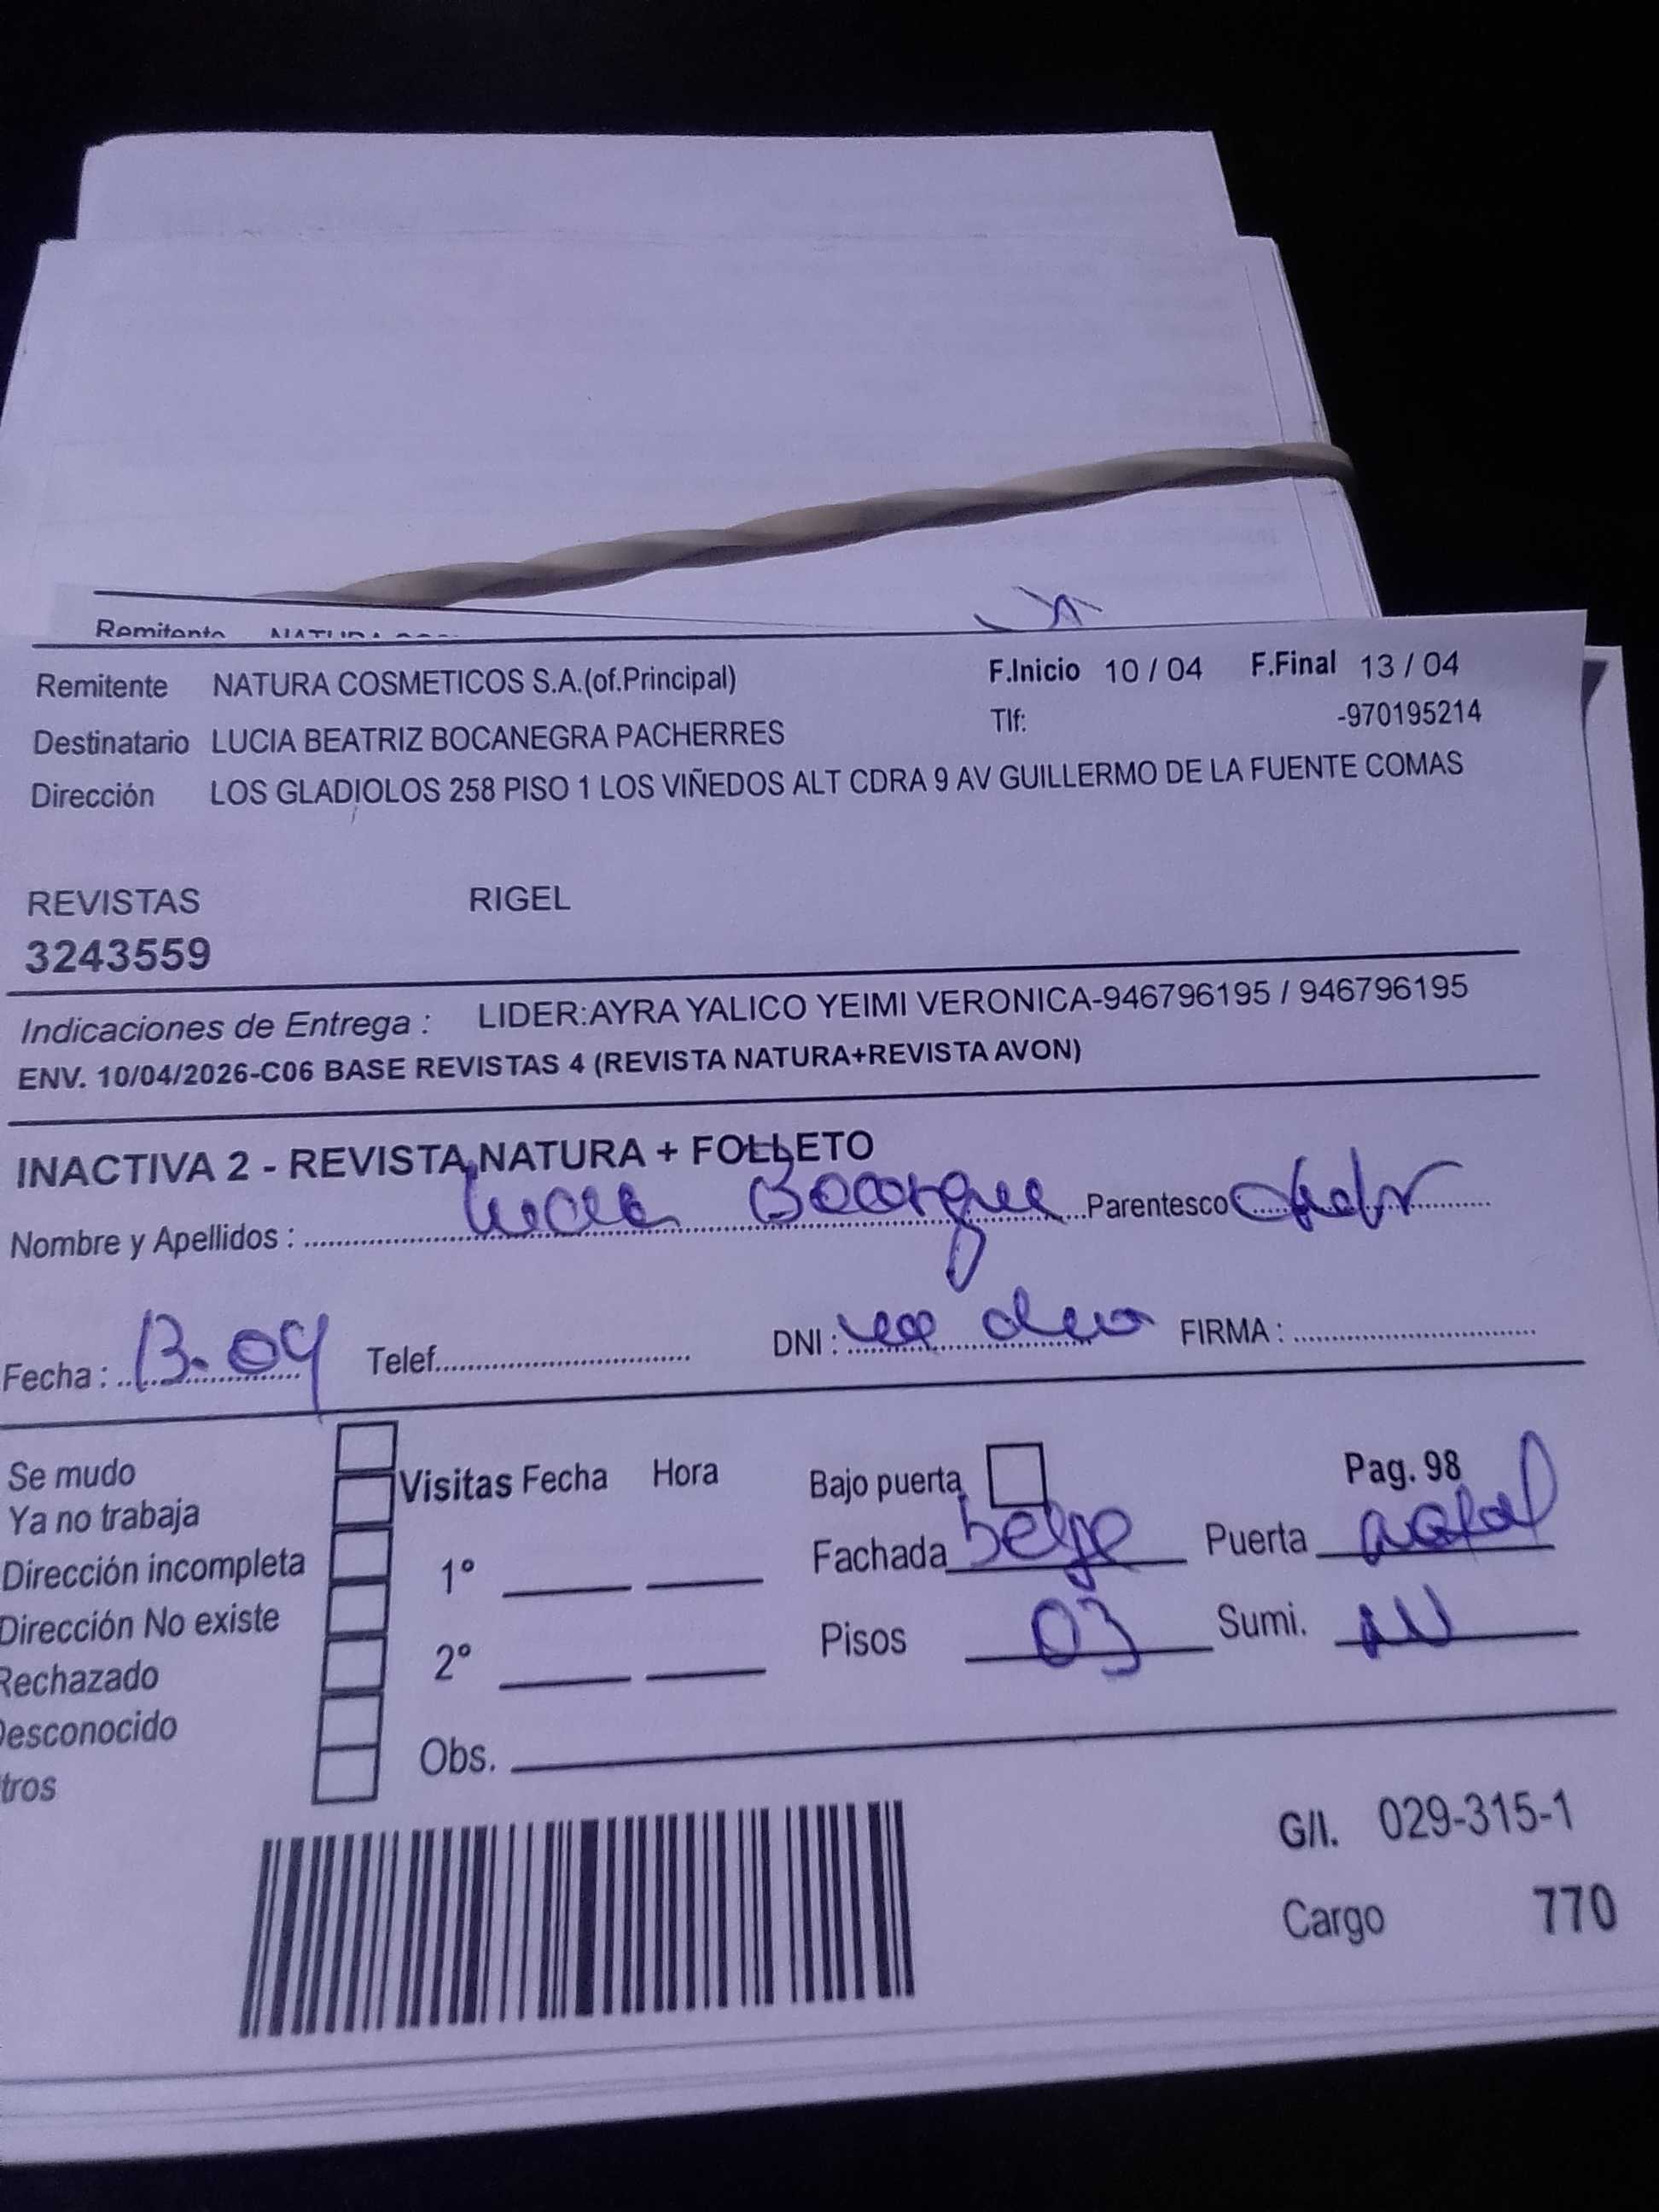 Remitente
Remitente NATURA COSMETICOS S.A.(of.Principal) F.Inicio 10 / 04 F.Final 13 / 04
Destinatario LUCIA BEATRIZ BOCANEGRA PACHERRES Tlf: -970195214
Dirección LOS GLADIOLOS 258 PISO 1 LOS VIÑEDOS ALT CDRA 9 AV GUILLERMO DE LA FUENTE COMAS
REVISTAS RIGEL
3243559
Indicaciones de Entrega : LIDER:AYRA YALICO YEIMI VERONICA-946796195 / 946796195
ENV. 10/04/2026-C06 BASE REVISTAS 4 (REVISTA NATURA+REVISTA AVON)
INACTIVA 2 - REVISTA NATURA + FOLLETO
Nombre y Apellidos : Lucia Parentesco
Fecha : 13-04 Telef. DNI : FIRMA :
Se mudo
Ya no trabaja
Dirección incompleta
Dirección No existe
Rechazado
Desconocido
tros
Visitas Fecha Hora
1º
2º
Obs.
Bajo puerta Pag. 98
Fachada beige Puerta
Pisos 03 Sumi.
G/I. 029-315-1
Cargo 770